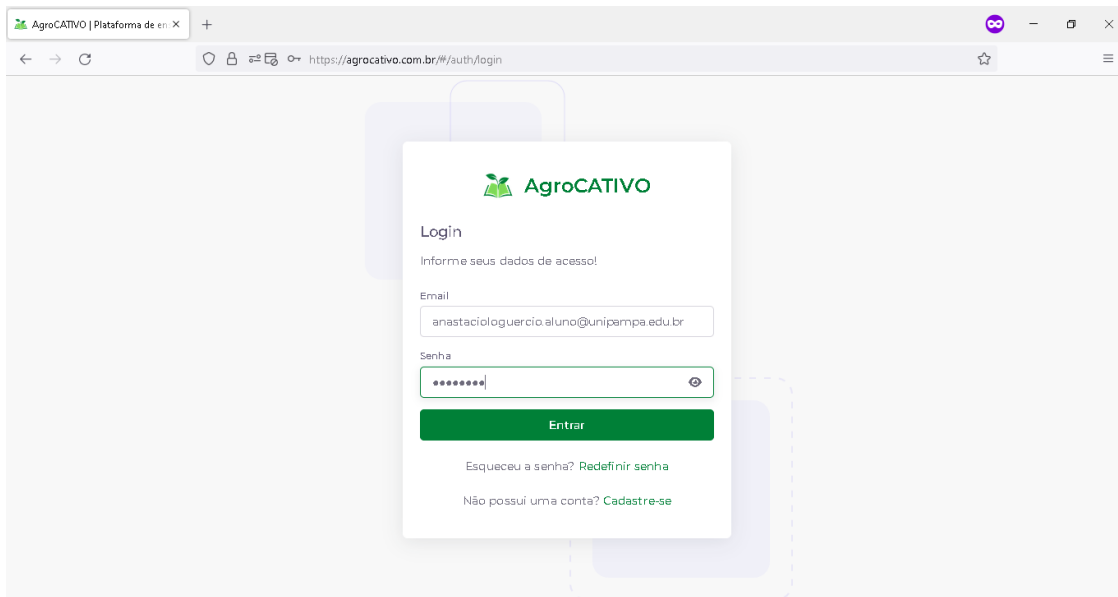 AgroCATIVO | Plataforma de en
https://agrocativo.com.br/#/auth/login
AgroCATIVO
Login
Informe seus dados de acesso!
Email
anastaciologuercio.aluno@unipampa.edu.br
Senha
Entrar
Esqueceu a senha? Redefinir senha
Não possui uma conta? Cadastre-se